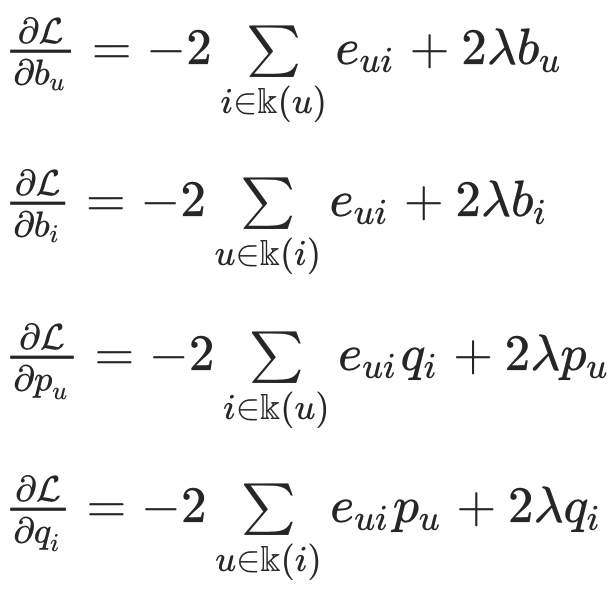 ∂ℒ/∂b_u = −2 ∑_{i∈𝕜(u)} e_{ui} + 2λb_u
∂ℒ/∂b_i = −2 ∑_{u∈𝕜(i)} e_{ui} + 2λb_i
∂ℒ/∂p_u = −2 ∑_{i∈𝕜(u)} e_{ui}q_i + 2λp_u
∂ℒ/∂q_i = −2 ∑_{u∈𝕜(i)} e_{ui}p_u + 2λq_i